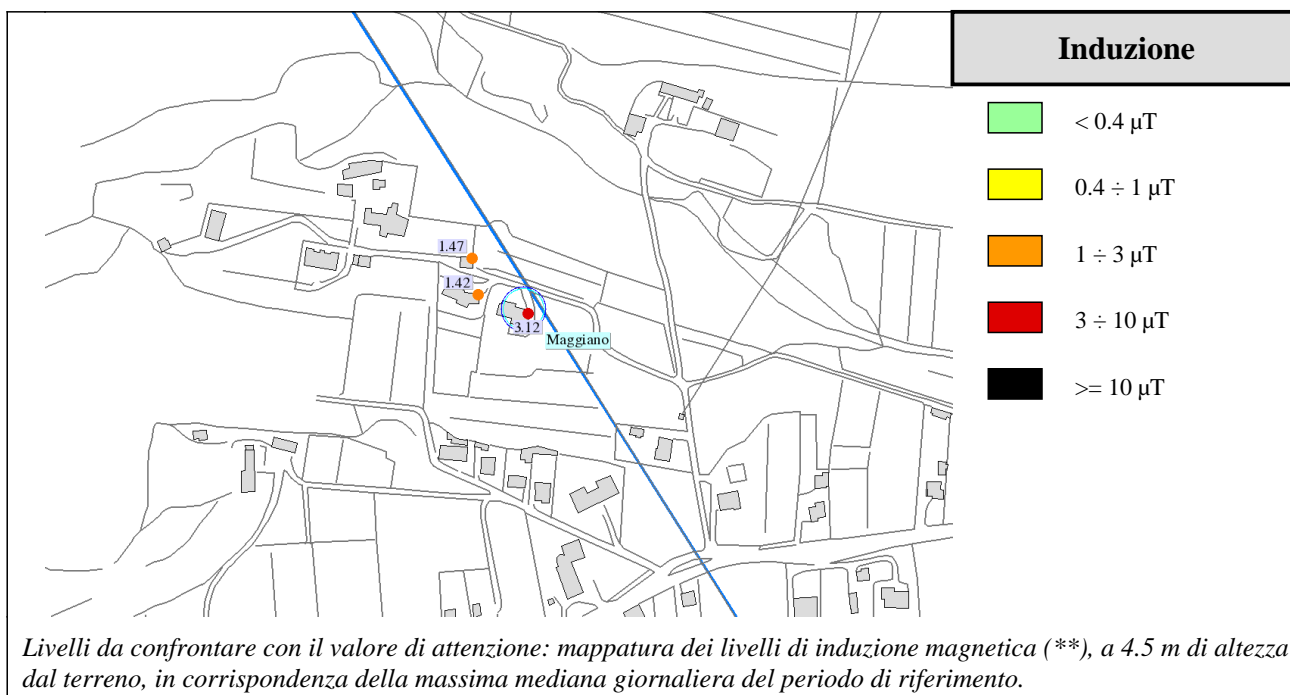 Induzione
< 0.4 µT
0.4 ÷ 1 µT
1 ÷ 3 µT
3 ÷ 10 µT
>= 10 µT
1.47
1.42
3.12
Maggiano
Livelli da confrontare con il valore di attenzione: mappatura dei livelli di induzione magnetica (**), a 4.5 m di altezza
dal terreno, in corrispondenza della massima mediana giornaliera del periodo di riferimento.